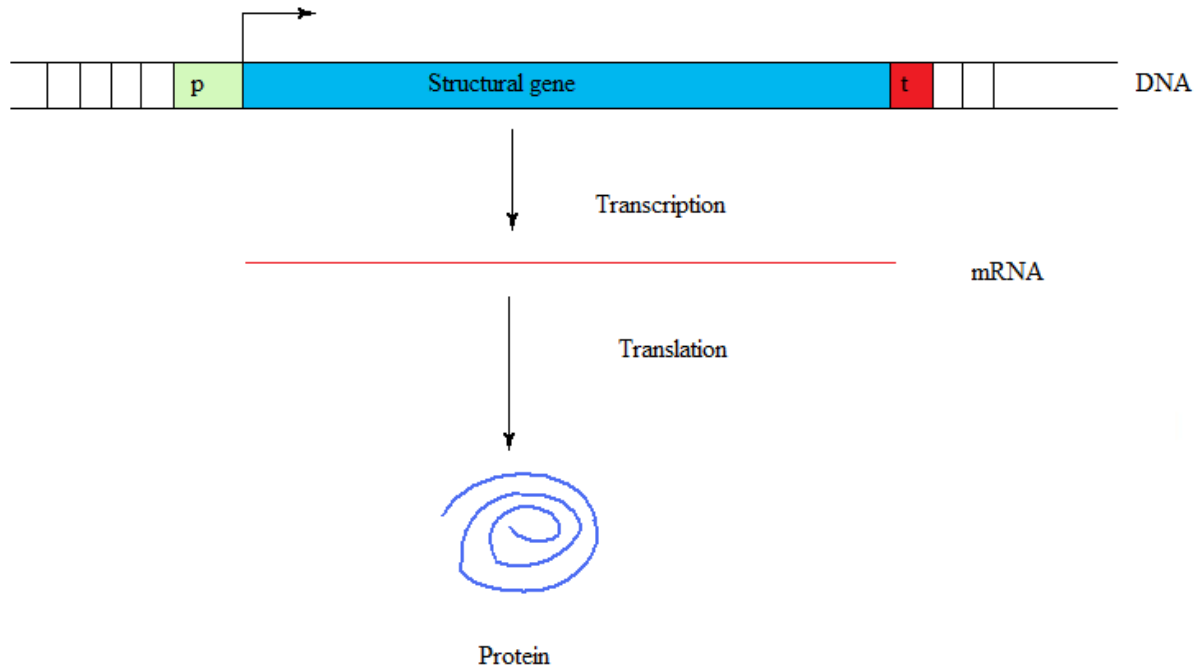 p
Structural gene
t
DNA
Transcription
mRNA
Translation
Protein